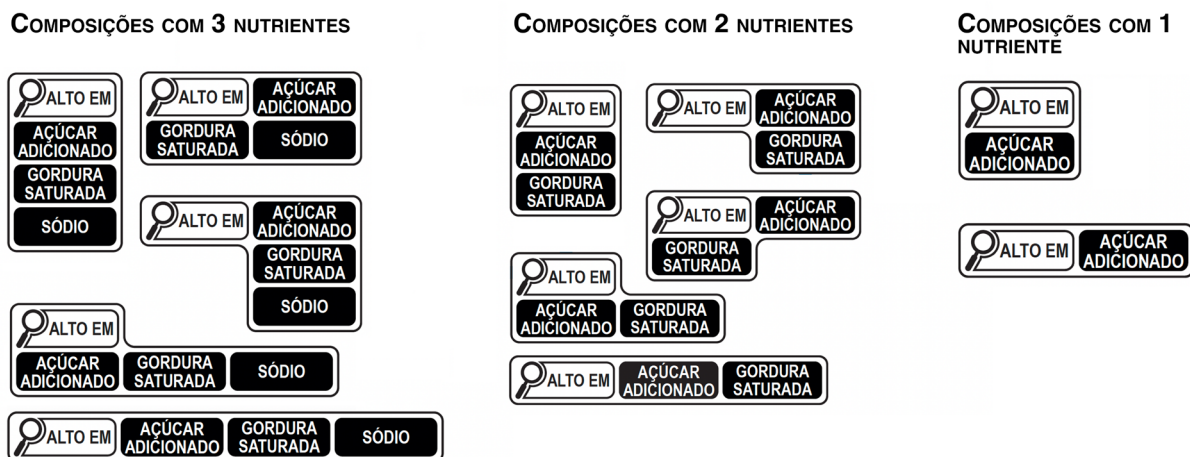 COMPOSIÇÕES COM 3 NUTRIENTES
ALTO EM
AÇÚCAR
ADICIONADO
GORDURA
SATURADA
SÓDIO
ALTO EM
AÇÚCAR
ADICIONADO
GORDURA
SATURADA
SÓDIO
ALTO EM
AÇÚCAR
ADICIONADO
GORDURA
SATURADA
SÓDIO
ALTO EM
AÇÚCAR
ADICIONADO
GORDURA
SATURADA
SÓDIO
ALTO EM
AÇÚCAR
ADICIONADO
GORDURA
SATURADA
SÓDIO
COMPOSIÇÕES COM 2 NUTRIENTES
ALTO EM
AÇÚCAR
ADICIONADO
GORDURA
SATURADA
ALTO EM
AÇÚCAR
ADICIONADO
GORDURA
SATURADA
ALTO EM
AÇÚCAR
ADICIONADO
GORDURA
SATURADA
ALTO EM
AÇÚCAR
ADICIONADO
GORDURA
SATURADA
ALTO EM
AÇÚCAR
ADICIONADO
GORDURA
SATURADA
COMPOSIÇÕES COM 1
NUTRIENTE
ALTO EM
AÇÚCAR
ADICIONADO
ALTO EM
AÇÚCAR
ADICIONADO